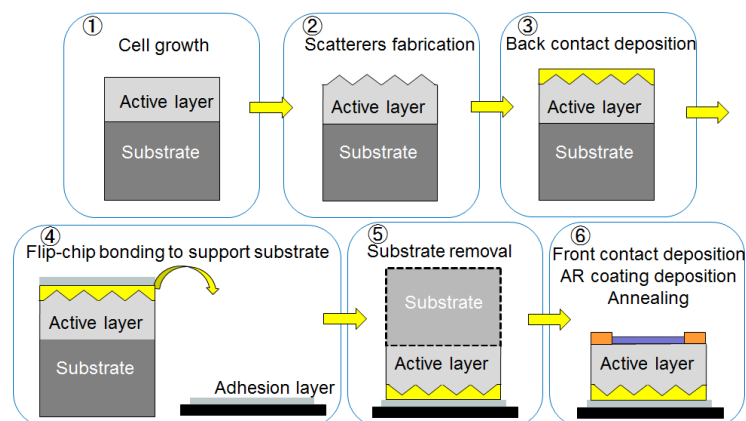 ①
Cell growth
Active layer
Substrate
②
Scatterers fabrication
Active layer
Substrate
③
Back contact deposition
Active layer
Substrate
④
Flip-chip bonding to support substrate
Active layer
Substrate
Adhesion layer
⑤
Substrate removal
Substrate
Active layer
⑥
Front contact deposition
AR coating deposition
Annealing
Active layer